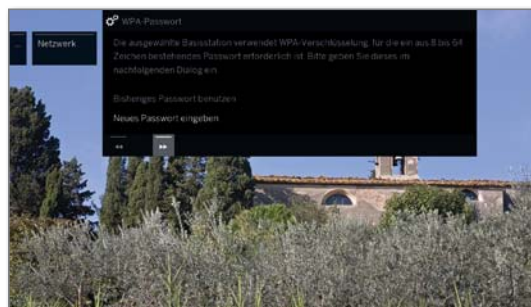 WPA-Passwort
... Netzwerk
Die ausgewählte Basisstation verwendet WPA-Verschlüsselung, für die ein aus 8 bis 64
Zeichen bestehendes Passwort erforderlich ist. Bitte geben Sie dieses im
nachfolgenden Dialog ein.
Bisheriges Passwort benutzen
Neues Passwort eingeben